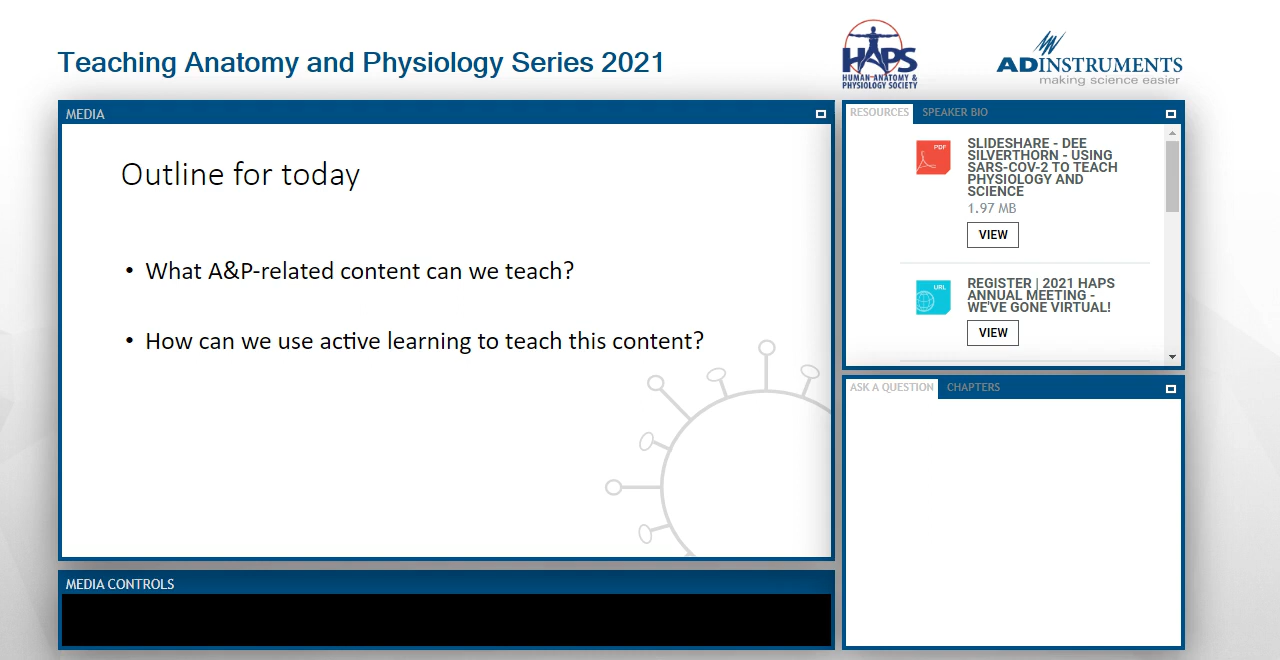 Teaching Anatomy and Physiology Series 2021
HAPS
HUMAN ANATOMY &
PHYSIOLOGY SOCIETY
ADINSTRUMENTS
making science easier
MEDIA
Outline for today
• What A&P-related content can we teach?
• How can we use active learning to teach this content?
MEDIA CONTROLS
RESOURCES SPEAKER BIO
PDF
SLIDESHARE - DEE
SILVERTHORN - USING
SARS-COV-2 TO TEACH
PHYSIOLOGY AND
SCIENCE
1.97 MB
VIEW
URL
REGISTER | 2021 HAPS
ANNUAL MEETING -
WE'VE GONE VIRTUAL!
VIEW
ASK A QUESTION CHAPTERS